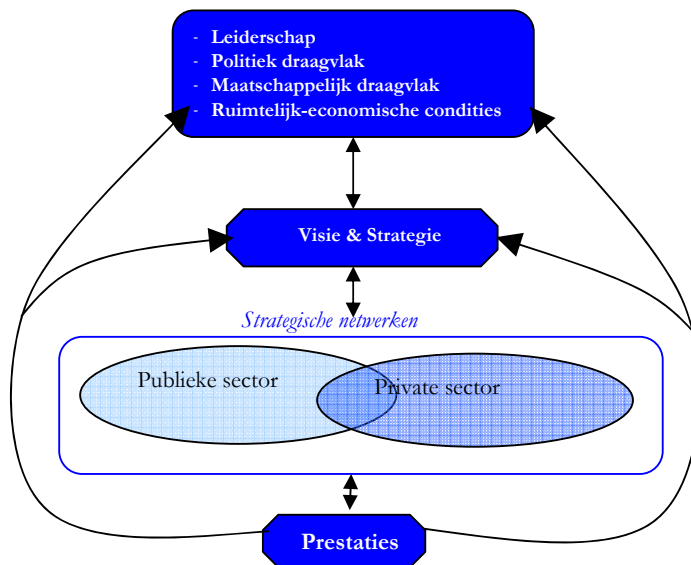 - Leiderschap
- Politiek draagvlak
- Maatschappelijk draagvlak
- Ruimtelijk-economische condities
Visie & Strategie
Strategische netwerken
Publieke sector
Private sector
Prestaties